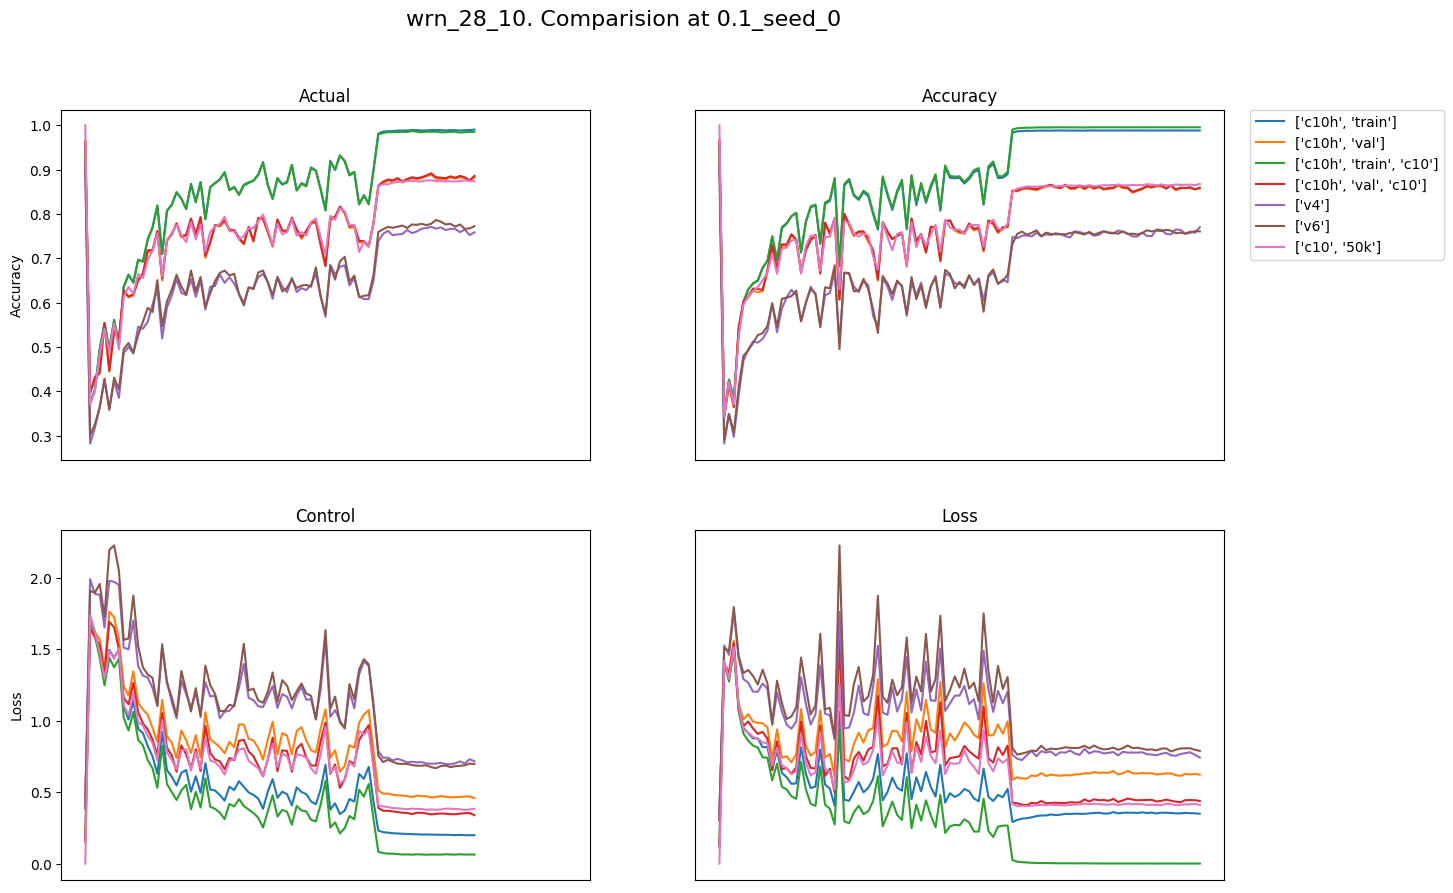 wrn_28_10. Comparision at 0.1_seed_0
Actual
Accuracy
1.0
0.9
0.8
0.7
0.6
0.5
0.4
0.3
Accuracy
['c10h', 'train']
['c10h', 'val']
['c10h', 'train', 'c10']
['c10h', 'val', 'c10']
['v4']
['v6']
['c10', '50k']
Control
Loss
2.0
1.5
1.0
0.5
0.0
Loss